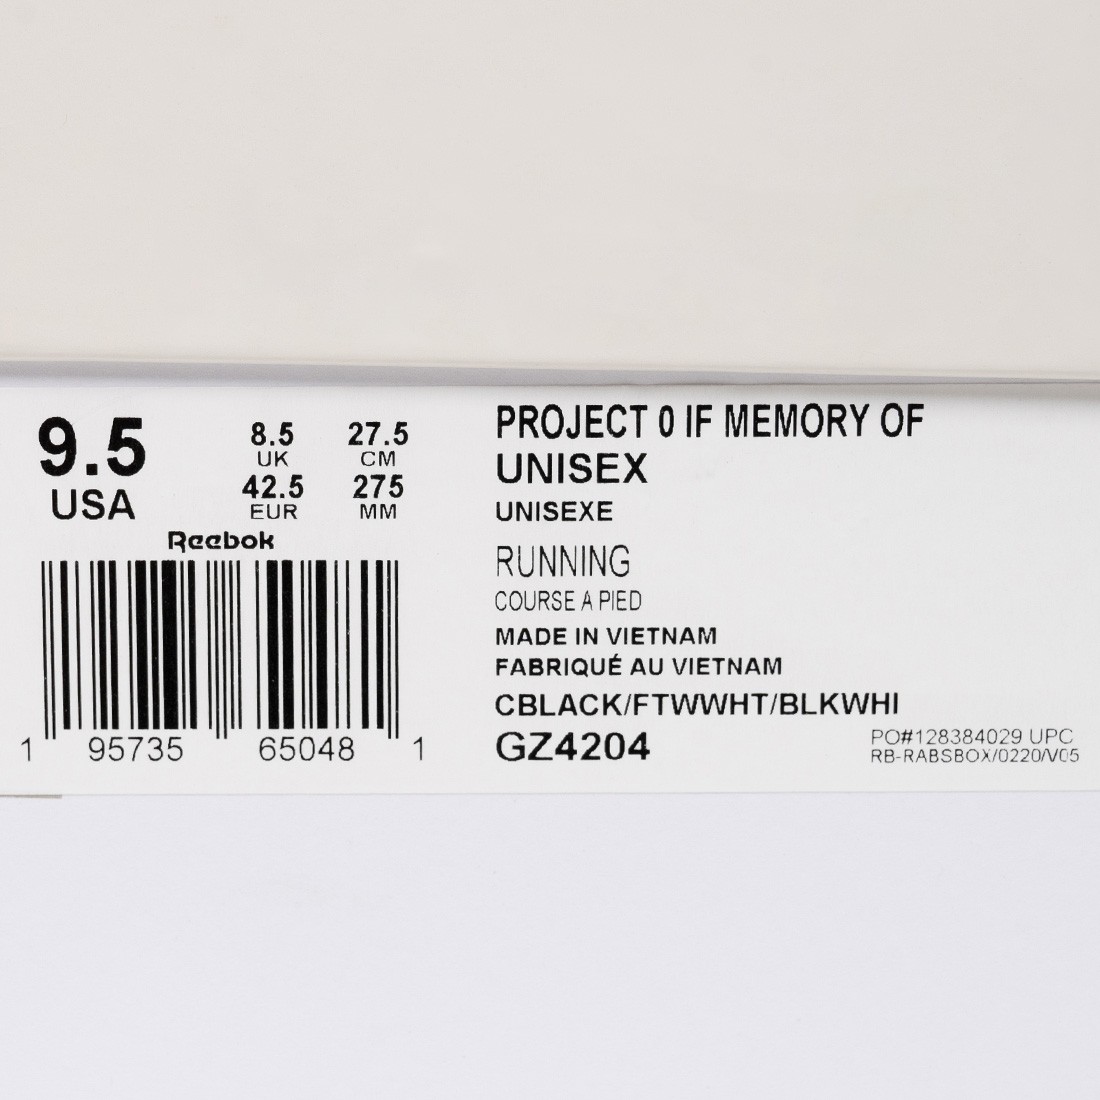 9.5
USA
8.5
UK
42.5
EUR
27.5
CM
275
MM
Reebok
1 95735 65048 1
PROJECT 0 IF MEMORY OF
UNISEX
UNISEXE
RUNNING
COURSE A PIED
MADE IN VIETNAM
FABRIQUÉ AU VIETNAM
CBLACK/FTWWHT/BLKWHI
GZ4204
PO#128384029 UPC
RB-RABSBOX/0220/V05